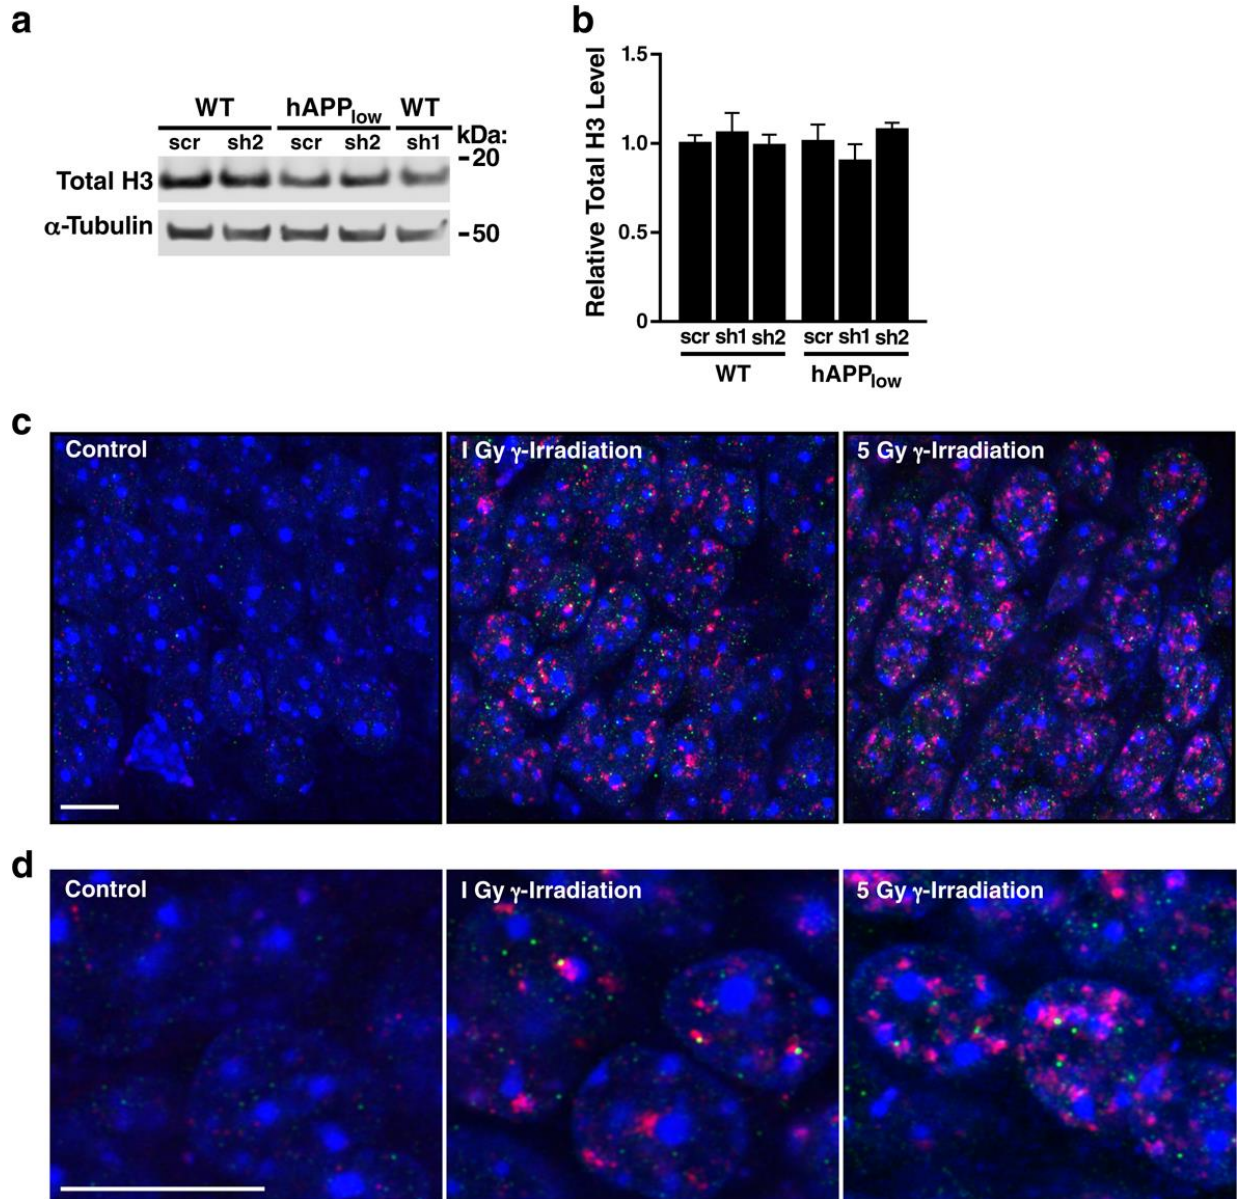 a
WT hAPPlow WT
scr sh2 scr sh2 sh1 kDa:
-20
Total H3
α-Tubulin
-50
b
Relative Total H3 Level
1.5
1.0
0.5
0
scr sh1 sh2 scr sh1 sh2
WT hAPPlow
c
Control
I Gy γ-Irradiation
5 Gy γ-Irradiation
d
Control
I Gy γ-Irradiation
5 Gy γ-Irradiation